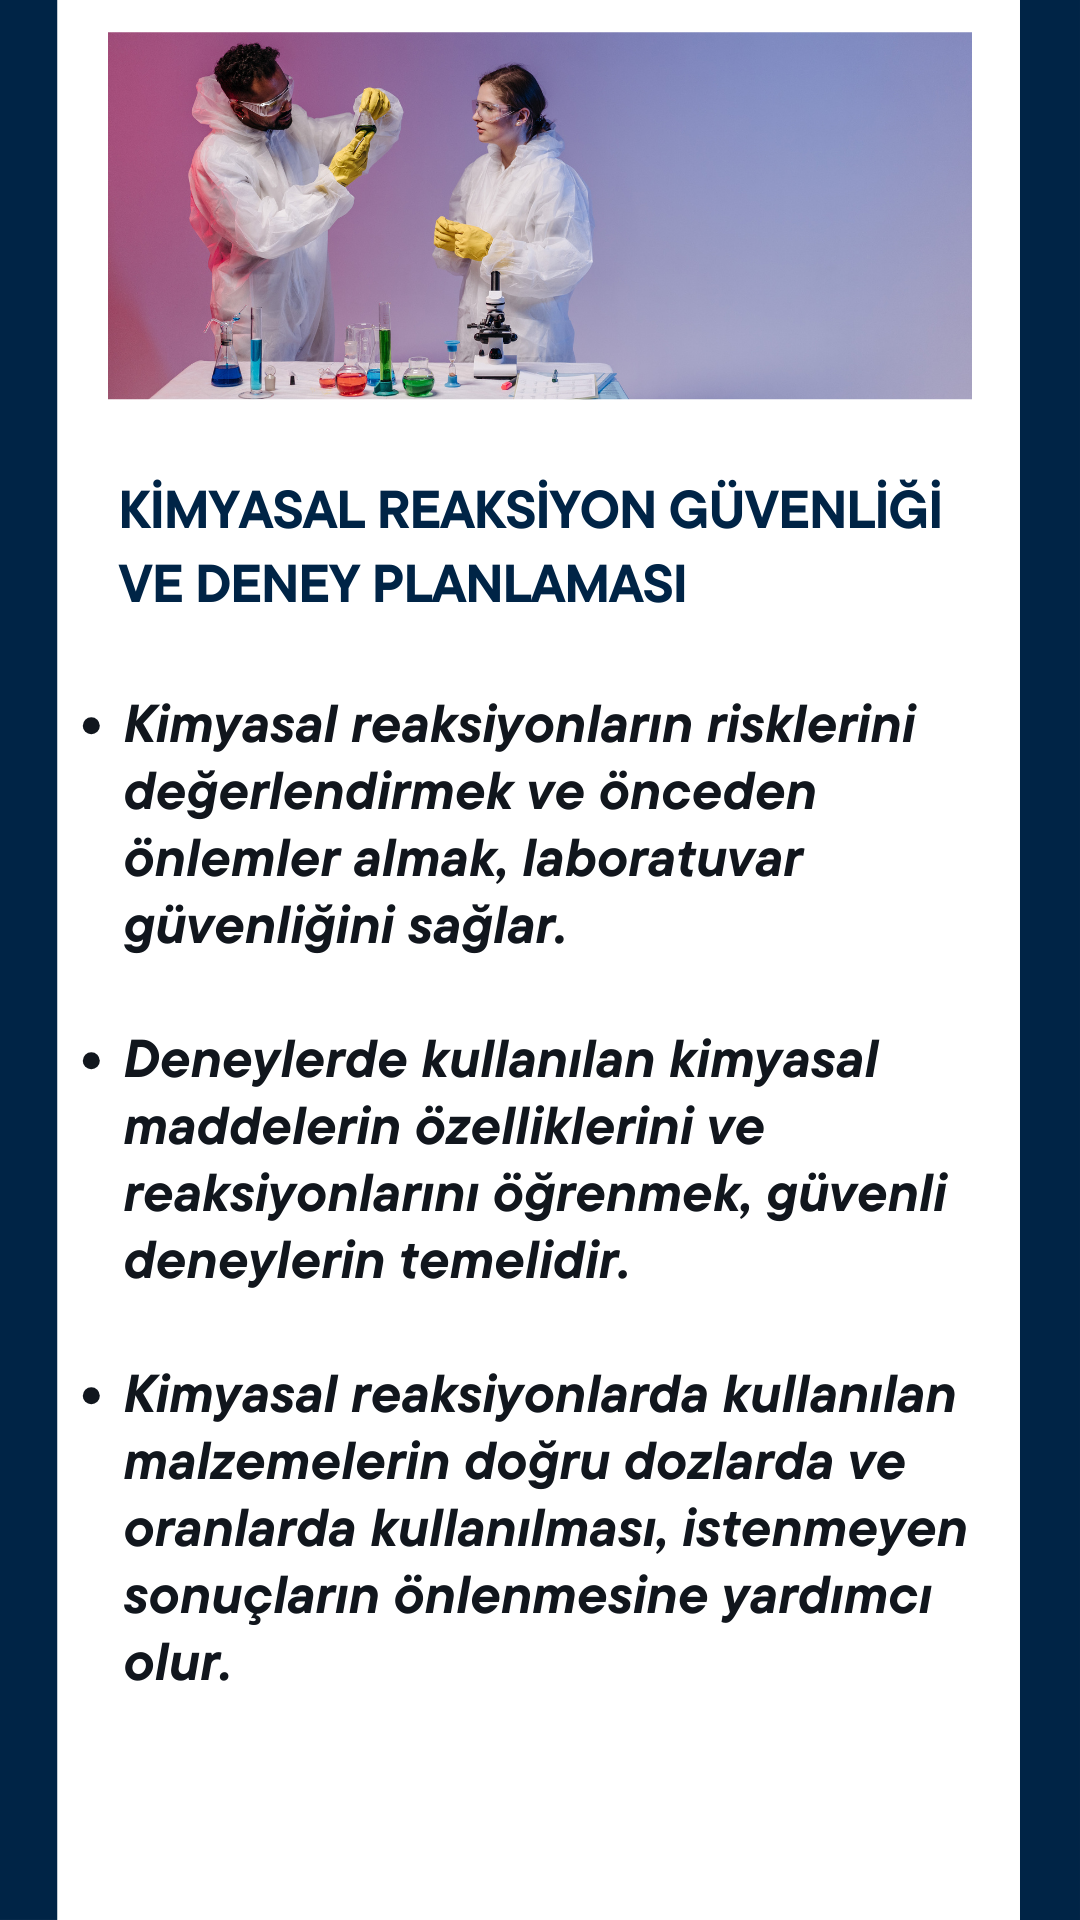 KİMYASAL REAKSİYON GÜVENLİĞİ
VE DENEY PLANLAMASI
• Kimyasal reaksiyonların risklerini
değerlendirmek ve önceden
önlemler almak, laboratuvar
güvenliğini sağlar.
• Deneylerde kullanılan kimyasal
maddelerin özelliklerini ve
reaksiyonlarını öğrenmek, güvenli
deneylerin temelidir.
• Kimyasal reaksiyonlarda kullanılan
malzemelerin doğru dozlarda ve
oranlarda kullanılması, istenmeyen
sonuçların önlenmesine yardımcı
olur.